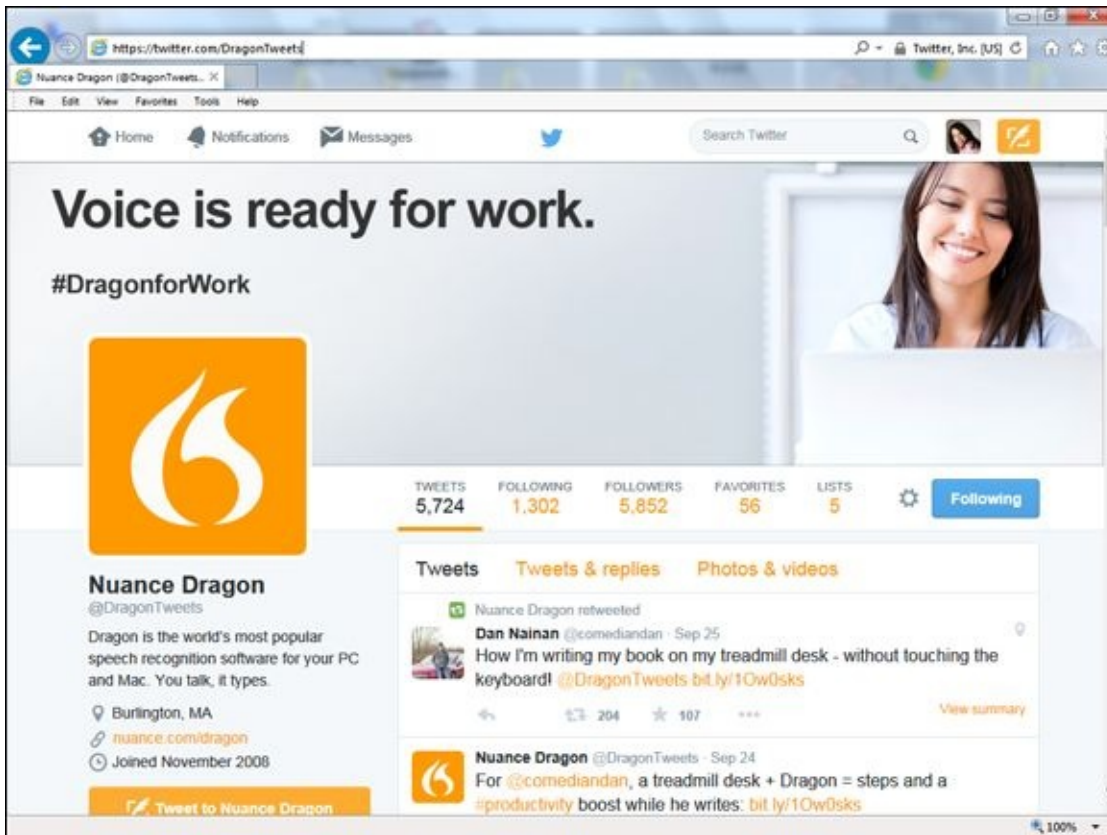 https://twitter.com/DragonTweets
Twitter, Inc. [US]
Nuance Dragon (@DragonTweets...
File Edit View Favorites Tools Help
Home Notifications Messages Search Twitter
Voice is ready for work.
#DragonforWork
TWEETS FOLLOWING FOLLOWERS FAVORITES LISTS
5,724 1,302 5,852 56 5
Following
Nuance Dragon
@DragonTweets
Dragon is the world's most popular
speech recognition software for your PC
and Mac. You talk, it types.
Burlington, MA
nuance.com/dragon
Joined November 2008
Tweet to Nuance Dragon
Tweets Tweets & replies Photos & videos
Nuance Dragon retweeted
Dan Nainan @comediandan · Sep 25
How I'm writing my book on my treadmill desk - without touching the
keyboard! @DragonTweets bit.ly/1Ow0sks
204 107 View summary
Nuance Dragon @DragonTweets · Sep 24
For @comediandan, a treadmill desk + Dragon = steps and a
#productivity boost while he writes: bit.ly/1Ow0sks
100%